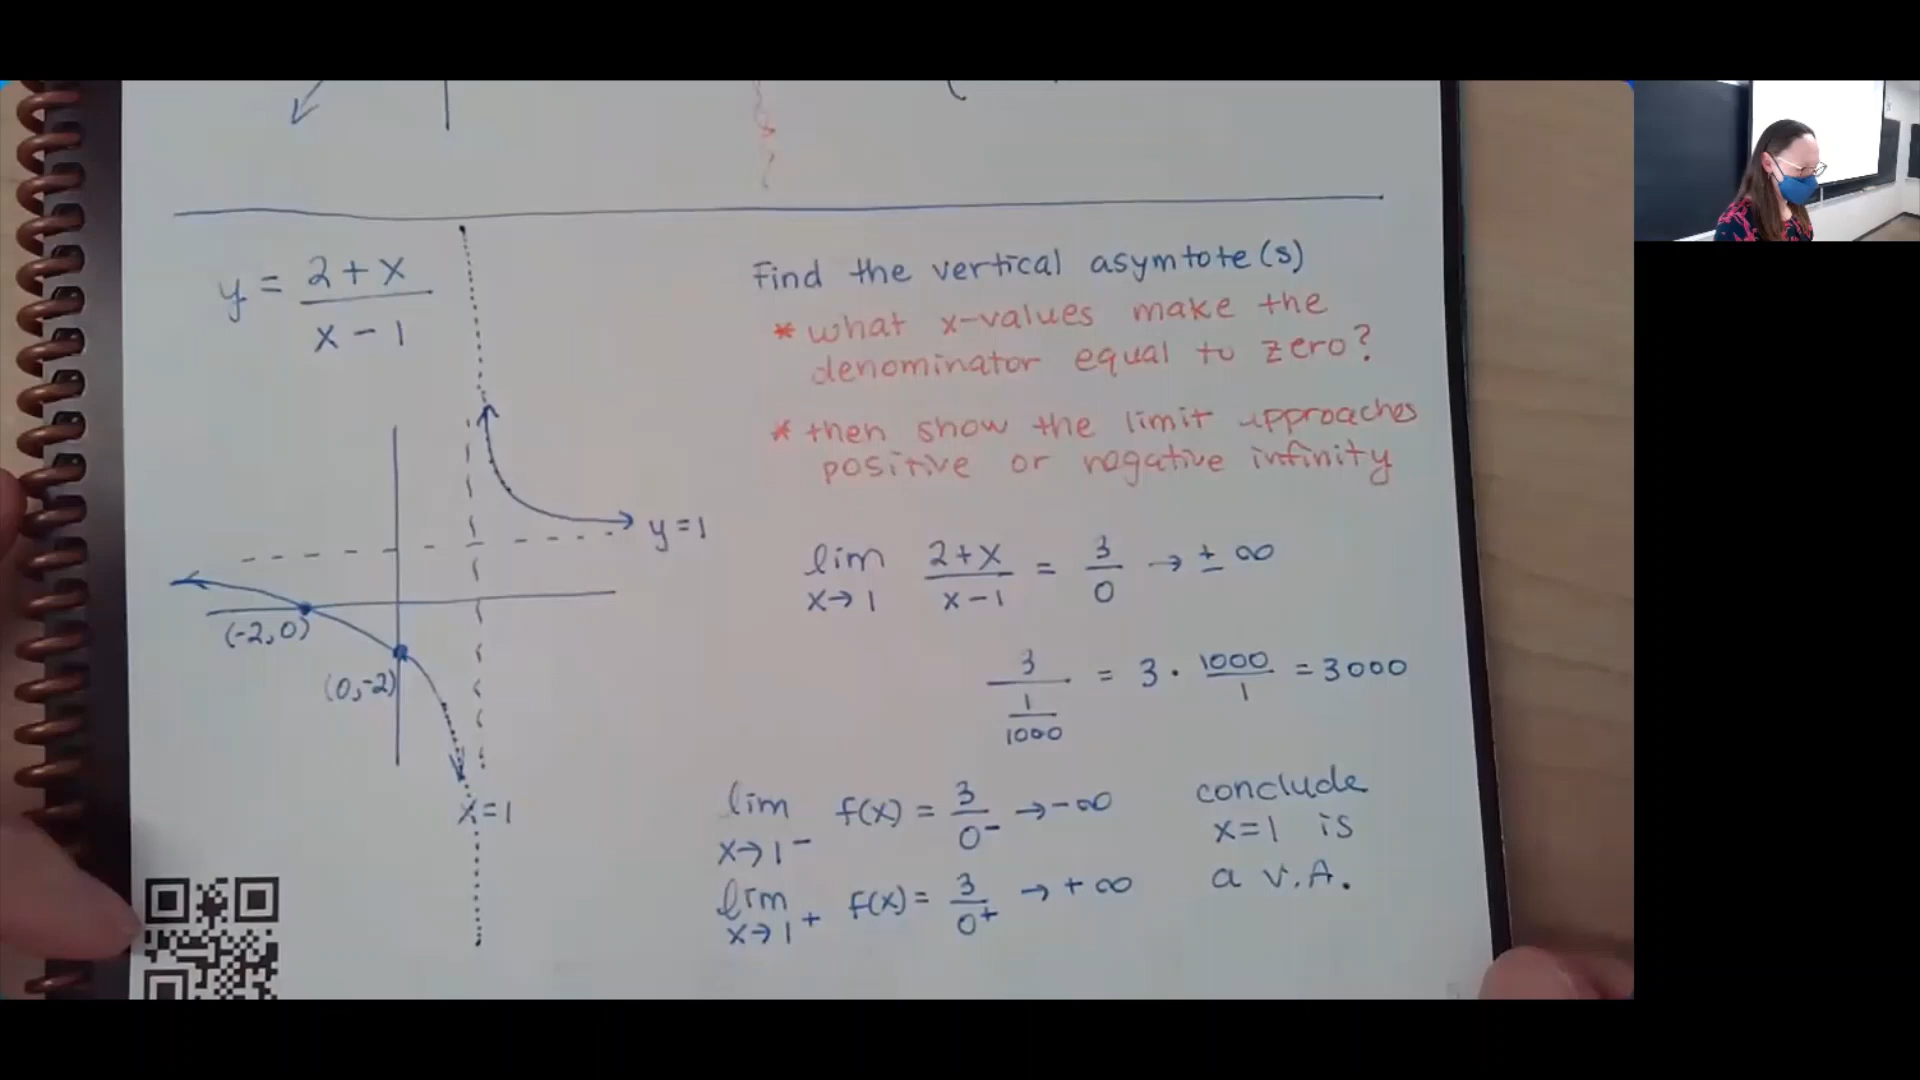 y = 2+x / x-1
y=1
(-2,0)
(0,-2)
x=1
Find the vertical asymtote(s)
* what x-values make the
denominator equal to zero?
* then show the limit approaches
positive or negative infinity
lim x→1 2+x / x-1 = 3/0 → ± ∞
3 / (1/1000) = 3 · 1000/1 = 3000
lim x→1⁻ f(x) = 3/0⁻ → -∞
lim x→1⁺ f(x) = 3/0⁺ → +∞
conclude
x=1 is
a V.A.